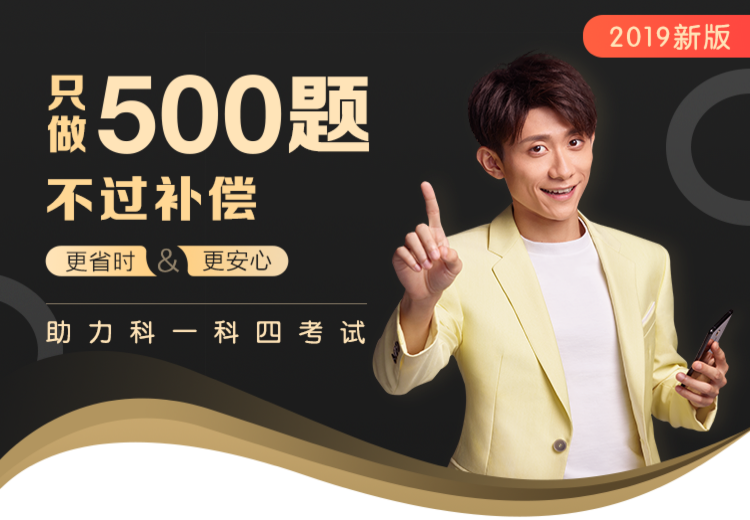 2019新版
只做500题
不过补偿
更省时 & 更安心
助力科一科四考试